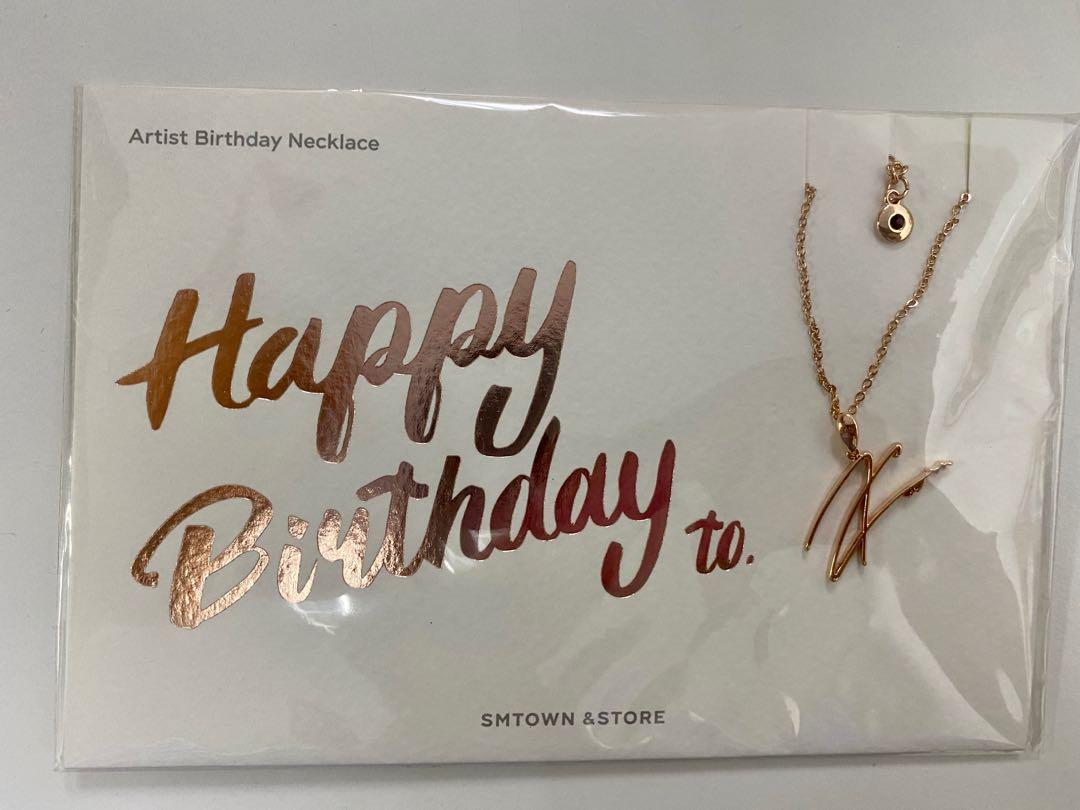 Artist Birthday Necklace
Happy
Birthday to.
SMTOWN &STORE